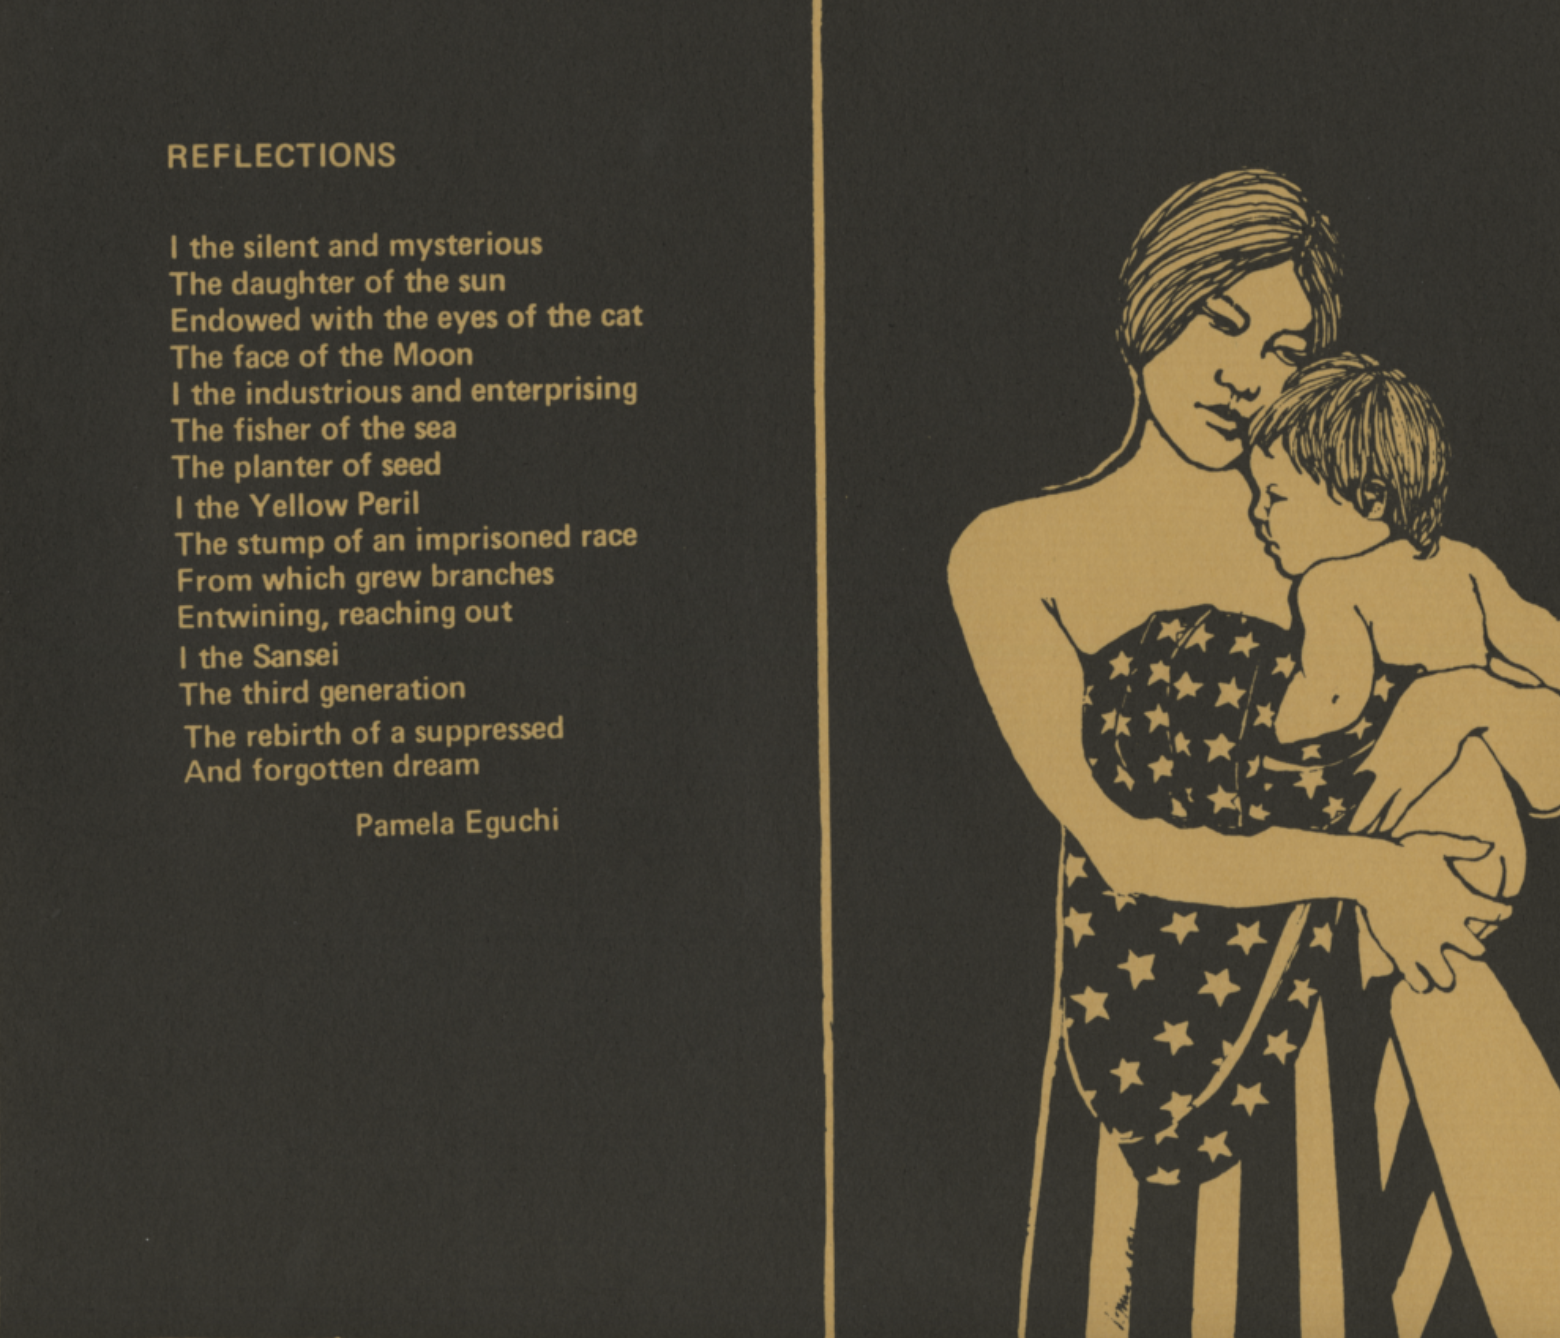 REFLECTIONS
I the silent and mysterious
The daughter of the sun
Endowed with the eyes of the cat
The face of the Moon
I the industrious and enterprising
The fisher of the sea
The planter of seed
I the Yellow Peril
The stump of an imprisoned race
From which grew branches
Entwining, reaching out
I the Sansei
The third generation
The rebirth of a suppressed
And forgotten dream
Pamela Eguchi